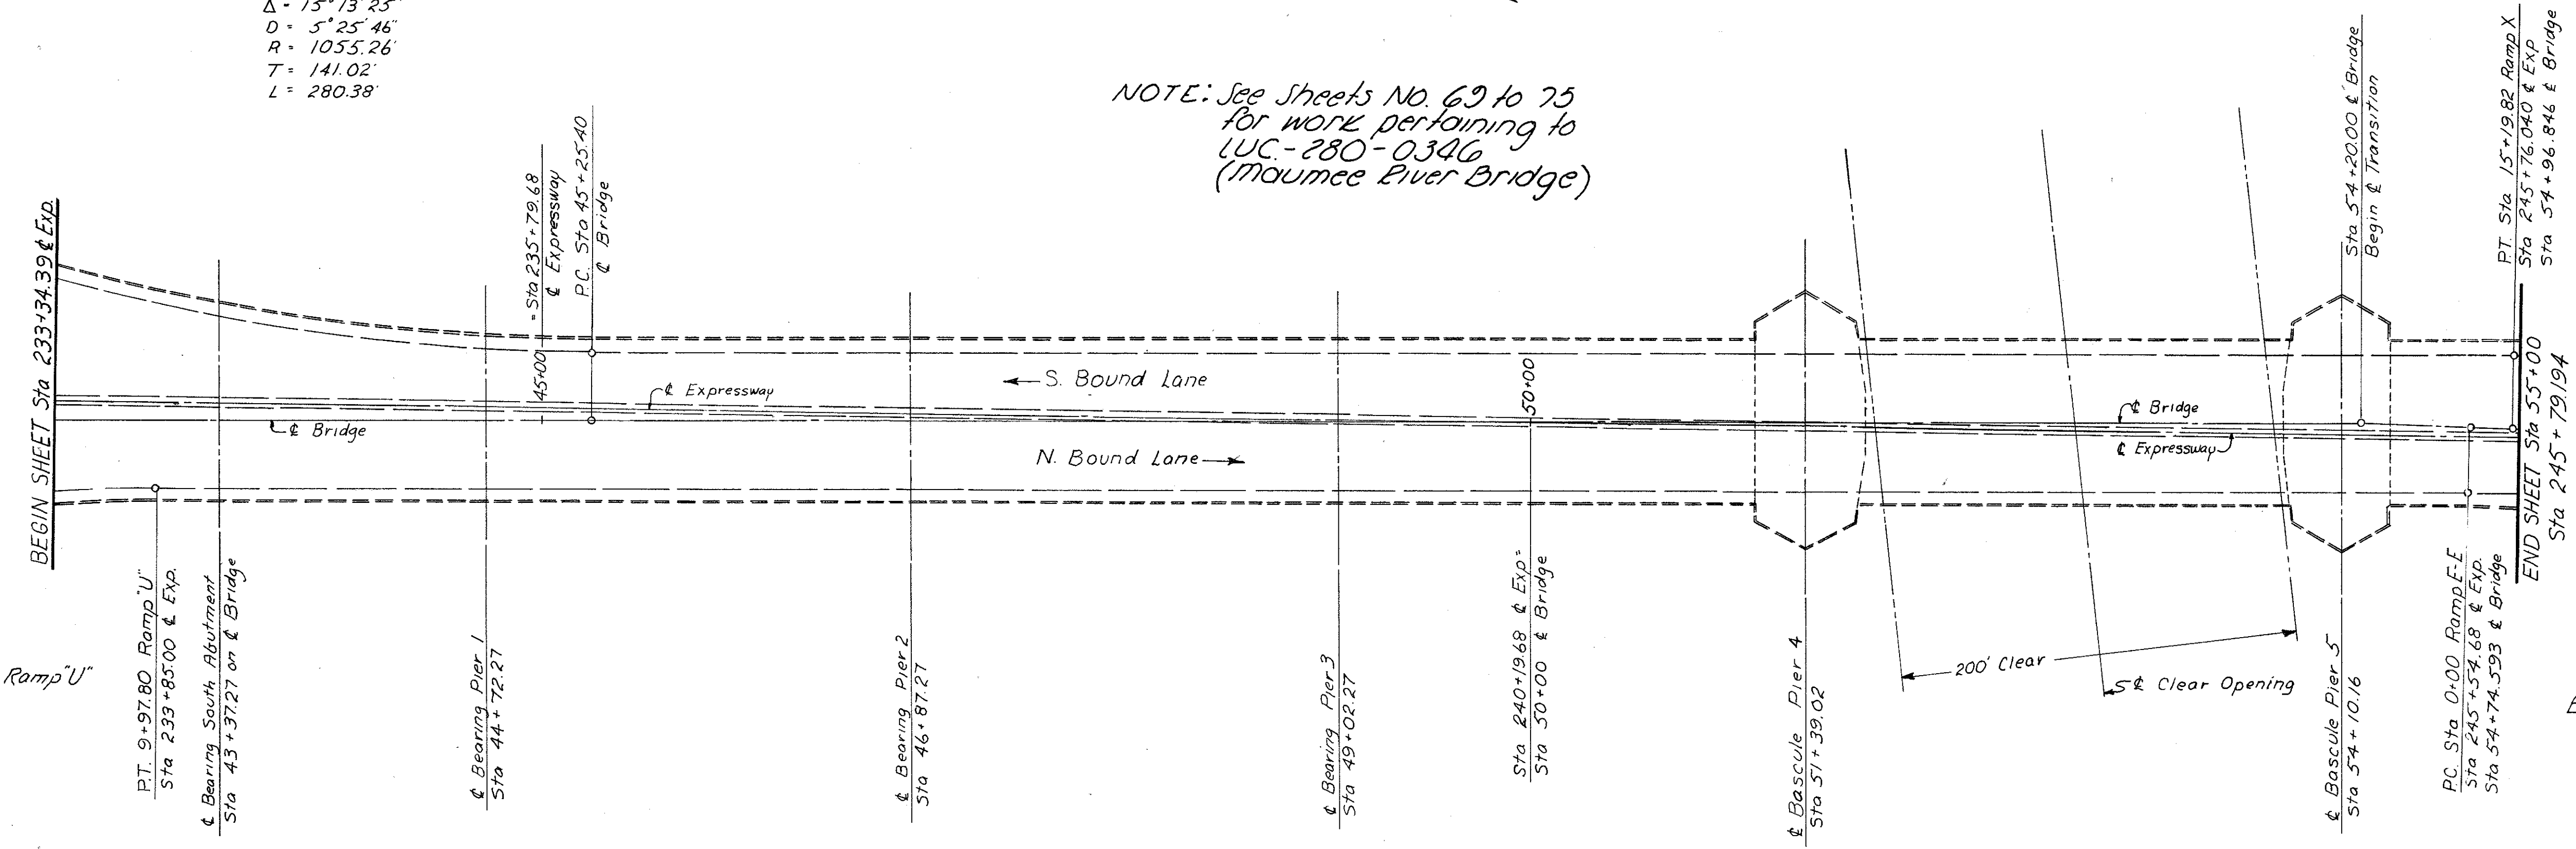 Δ = 15° 13' 25"
D = 5° 25' 46"
R = 1055.26'
T = 141.02'
L = 280.38'
NOTE: See Sheets NO. 69 to 75
for work pertaining to
LUC.-280-0346
(Maumee River Bridge)
BEGIN SHEET Sta 233+34.39 ℄ Exp.
= Sta 235+79.68
℄ Expressway
P.C. Sta 45+25.40
℄ Bridge
Sta 54+20.00 ℄ Bridge
Begin ℄ Transition
P.T. Sta 15+19.82 Ramp X
Sta 245+76.040 ℄ Exp
Sta 54+96.846 ℄ Bridge
45+00
← S. Bound Lane
℄ Expressway
50+00
℄ Bridge
℄ Bridge
N. Bound Lane →
℄ Expressway
END SHEET Sta 55+00
Sta 245+79.194
Ramp "U"
P.T. 9+97.80 Ramp "U"
Sta 233+85.00 ℄ Exp.
℄ Bearing South Abutment
Sta 43+37.27 on ℄ Bridge
℄ Bearing Pier 1
Sta 44+72.27
℄ Bearing Pier 2
Sta 46+87.27
℄ Bearing Pier 3
Sta 49+02.27
Sta 240+19.68 ℄ Exp =
Sta 50+00 ℄ Bridge
℄ Bascule Pier 4
Sta 51+39.02
200' Clear
℄ Clear Opening
℄ Bascule Pier 5
Sta 54+10.16
P.C. Sta 0+00 Ramp E-E
Sta 245+54.68 ℄ Exp.
Sta 54+74.593 ℄ Bridge